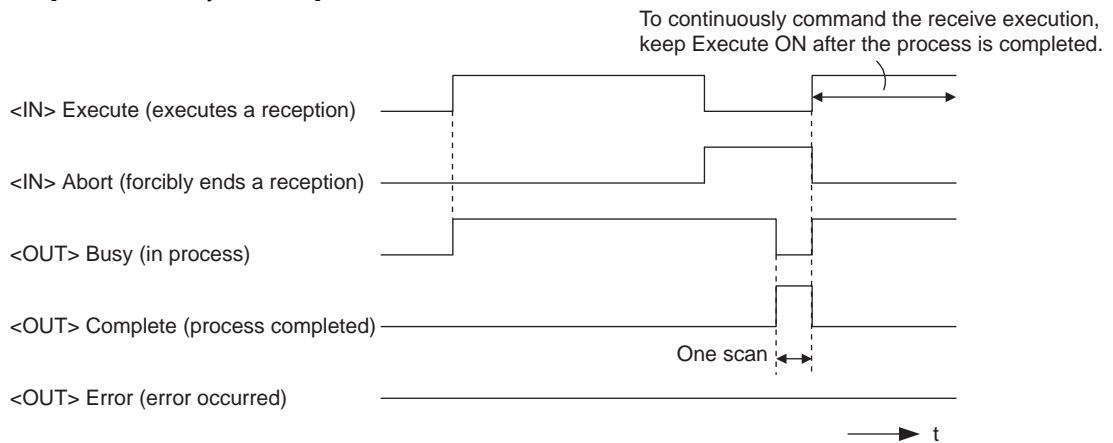 To continuously command the receive execution,
keep Execute ON after the process is completed.
<IN> Execute (executes a reception)
<IN> Abort (forcibly ends a reception)
<OUT> Busy (in process)
<OUT> Complete (process completed)
One scan
<OUT> Error (error occurred)
t